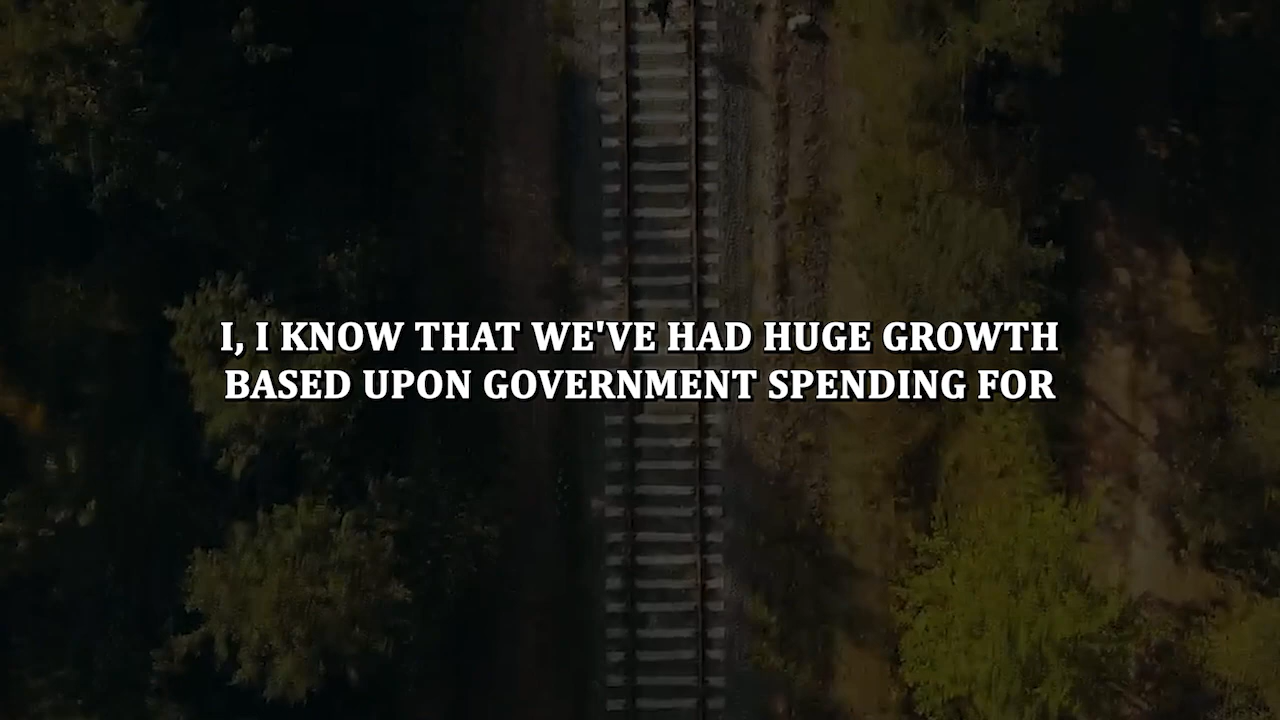 I, I KNOW THAT WE'VE HAD HUGE GROWTH
BASED UPON GOVERNMENT SPENDING FOR